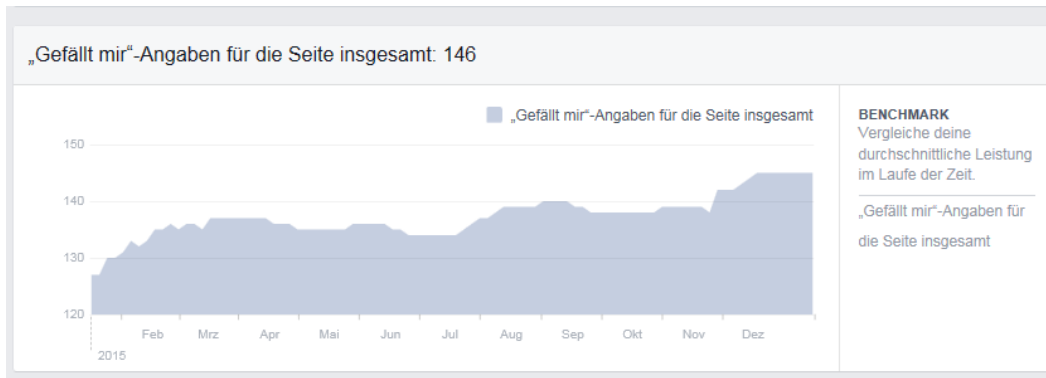 „Gefällt mir“-Angaben für die Seite insgesamt: 146
„Gefällt mir“-Angaben für die Seite insgesamt
150
140
130
120
Feb Mrz Apr Mai Jun Jul Aug Sep Okt Nov Dez
2015
BENCHMARK
Vergleiche deine
durchschnittliche Leistung
im Laufe der Zeit.
„Gefällt mir“-Angaben für
die Seite insgesamt